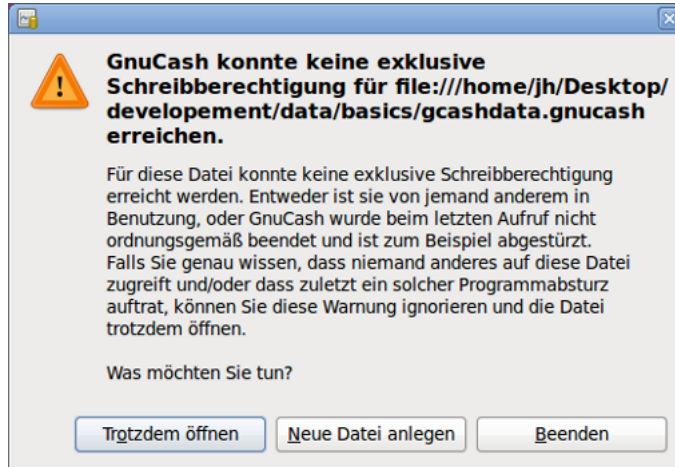 GnuCash konnte keine exklusive
Schreibberechtigung für file:///home/jh/Desktop/
developement/data/basics/gcashdata.gnucash
erreichen.
Für diese Datei konnte keine exklusive Schreibberechtigung
erreicht werden. Entweder ist sie von jemand anderem in
Benutzung, oder GnuCash wurde beim letzten Aufruf nicht
ordnungsgemäß beendet und ist zum Beispiel abgestürzt.
Falls Sie genau wissen, dass niemand anderes auf diese Datei
zugreift und/oder dass zuletzt ein solcher Programmabsturz
auftrat, können Sie diese Warnung ignorieren und die Datei
trotzdem öffnen.
Was möchten Sie tun?
Trotzdem öffnen Neue Datei anlegen Beenden